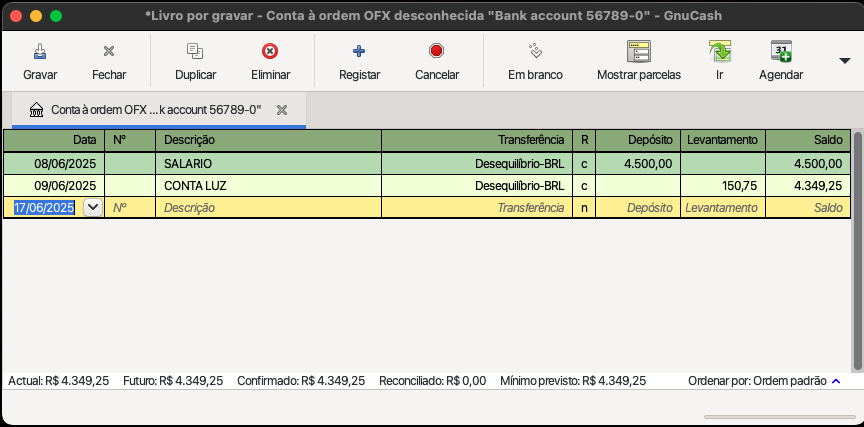 *Livro por gravar - Conta à ordem OFX desconhecida "Bank account 56789-0" - GnuCash
Gravar Fechar Duplicar Eliminar Registar Cancelar Em branco Mostrar parcelas Ir Agendar
31
Conta à ordem OFX ...k account 56789-0"
Data Nº Descrição Transferência R Depósito Levantamento Saldo
08/06/2025 SALARIO Desequilíbrio-BRL c 4.500,00 4.500,00
09/06/2025 CONTA LUZ Desequilíbrio-BRL c 150,75 4.349,25
17/06/2025 Nº Descrição Transferência n Depósito Levantamento Saldo
Actual: R$ 4.349,25 Futuro: R$ 4.349,25 Confirmado: R$ 4.349,25 Reconciliado: R$ 0,00 Mínimo previsto: R$ 4.349,25 Ordenar por: Ordem padrão